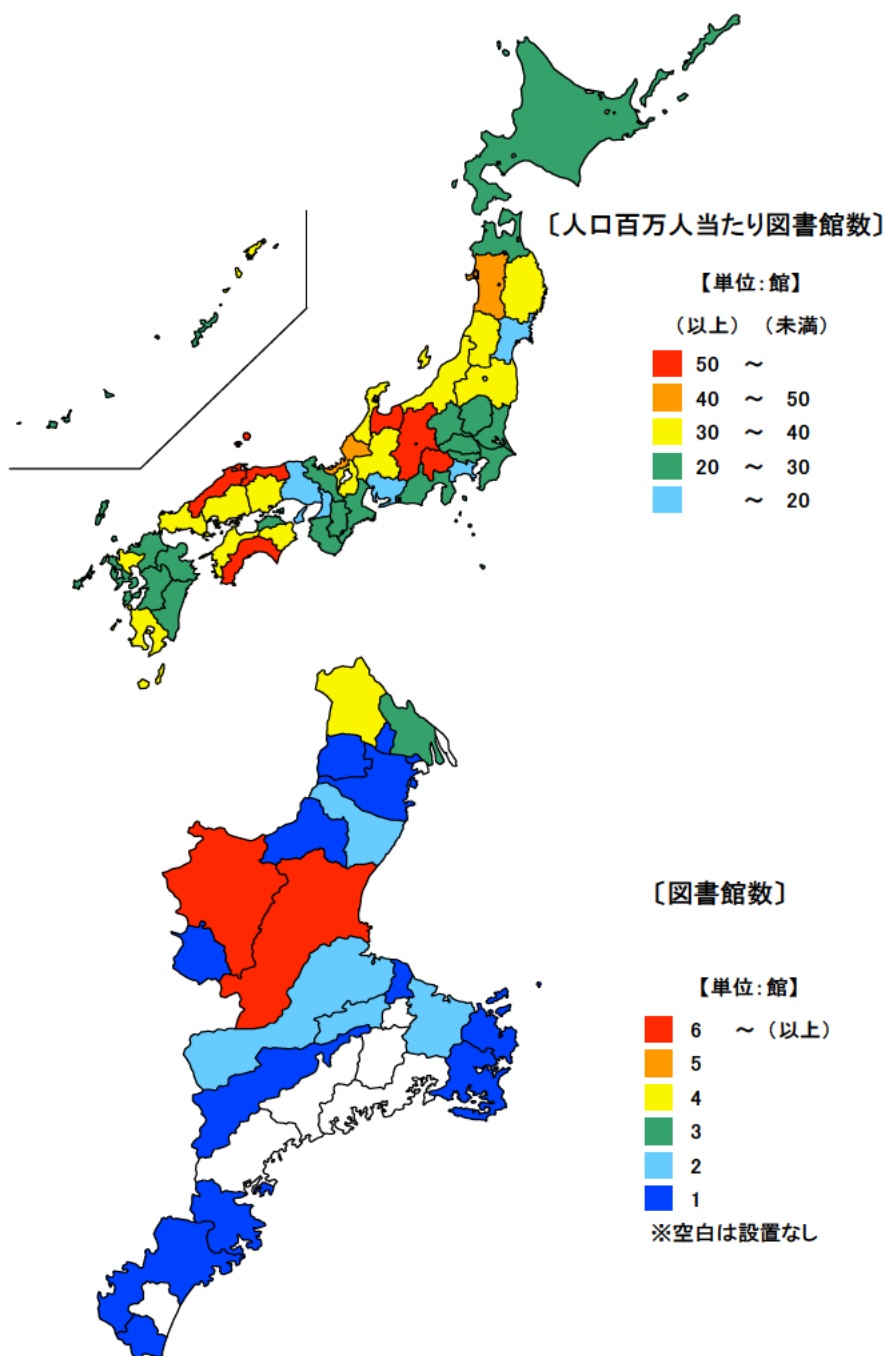 〔人口百万人当たり図書館数〕
【単位：館】
（以上） （未満）
50 ～
40 ～ 50
30 ～ 40
20 ～ 30
～ 20
〔図書館数〕
【単位：館】
6 ～（以上）
5
4
3
2
1
※空白は設置なし